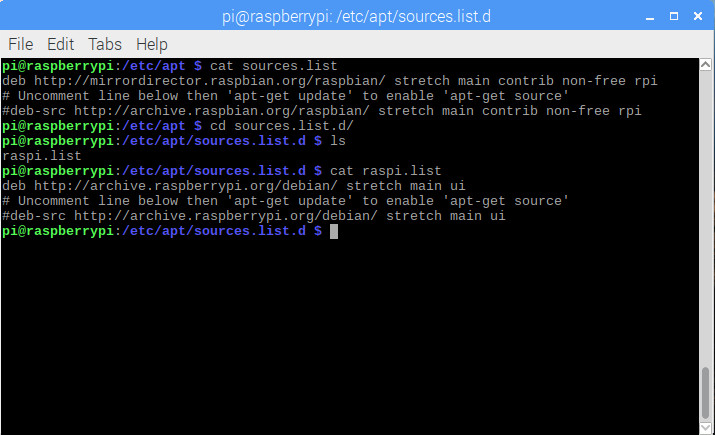 pi@raspberrypi: /etc/apt/sources.list.d
File Edit Tabs Help
pi@raspberrypi:/etc/apt $ cat sources.list
deb http://mirrordirector.raspbian.org/raspbian/ stretch main contrib non-free rpi
# Uncomment line below then 'apt-get update' to enable 'apt-get source'
#deb-src http://archive.raspbian.org/raspbian/ stretch main contrib non-free rpi
pi@raspberrypi:/etc/apt $ cd sources.list.d/
pi@raspberrypi:/etc/apt/sources.list.d $ ls
raspi.list
pi@raspberrypi:/etc/apt/sources.list.d $ cat raspi.list
deb http://archive.raspberrypi.org/debian/ stretch main ui
# Uncomment line below then 'apt-get update' to enable 'apt-get source'
#deb-src http://archive.raspberrypi.org/debian/ stretch main ui
pi@raspberrypi:/etc/apt/sources.list.d $